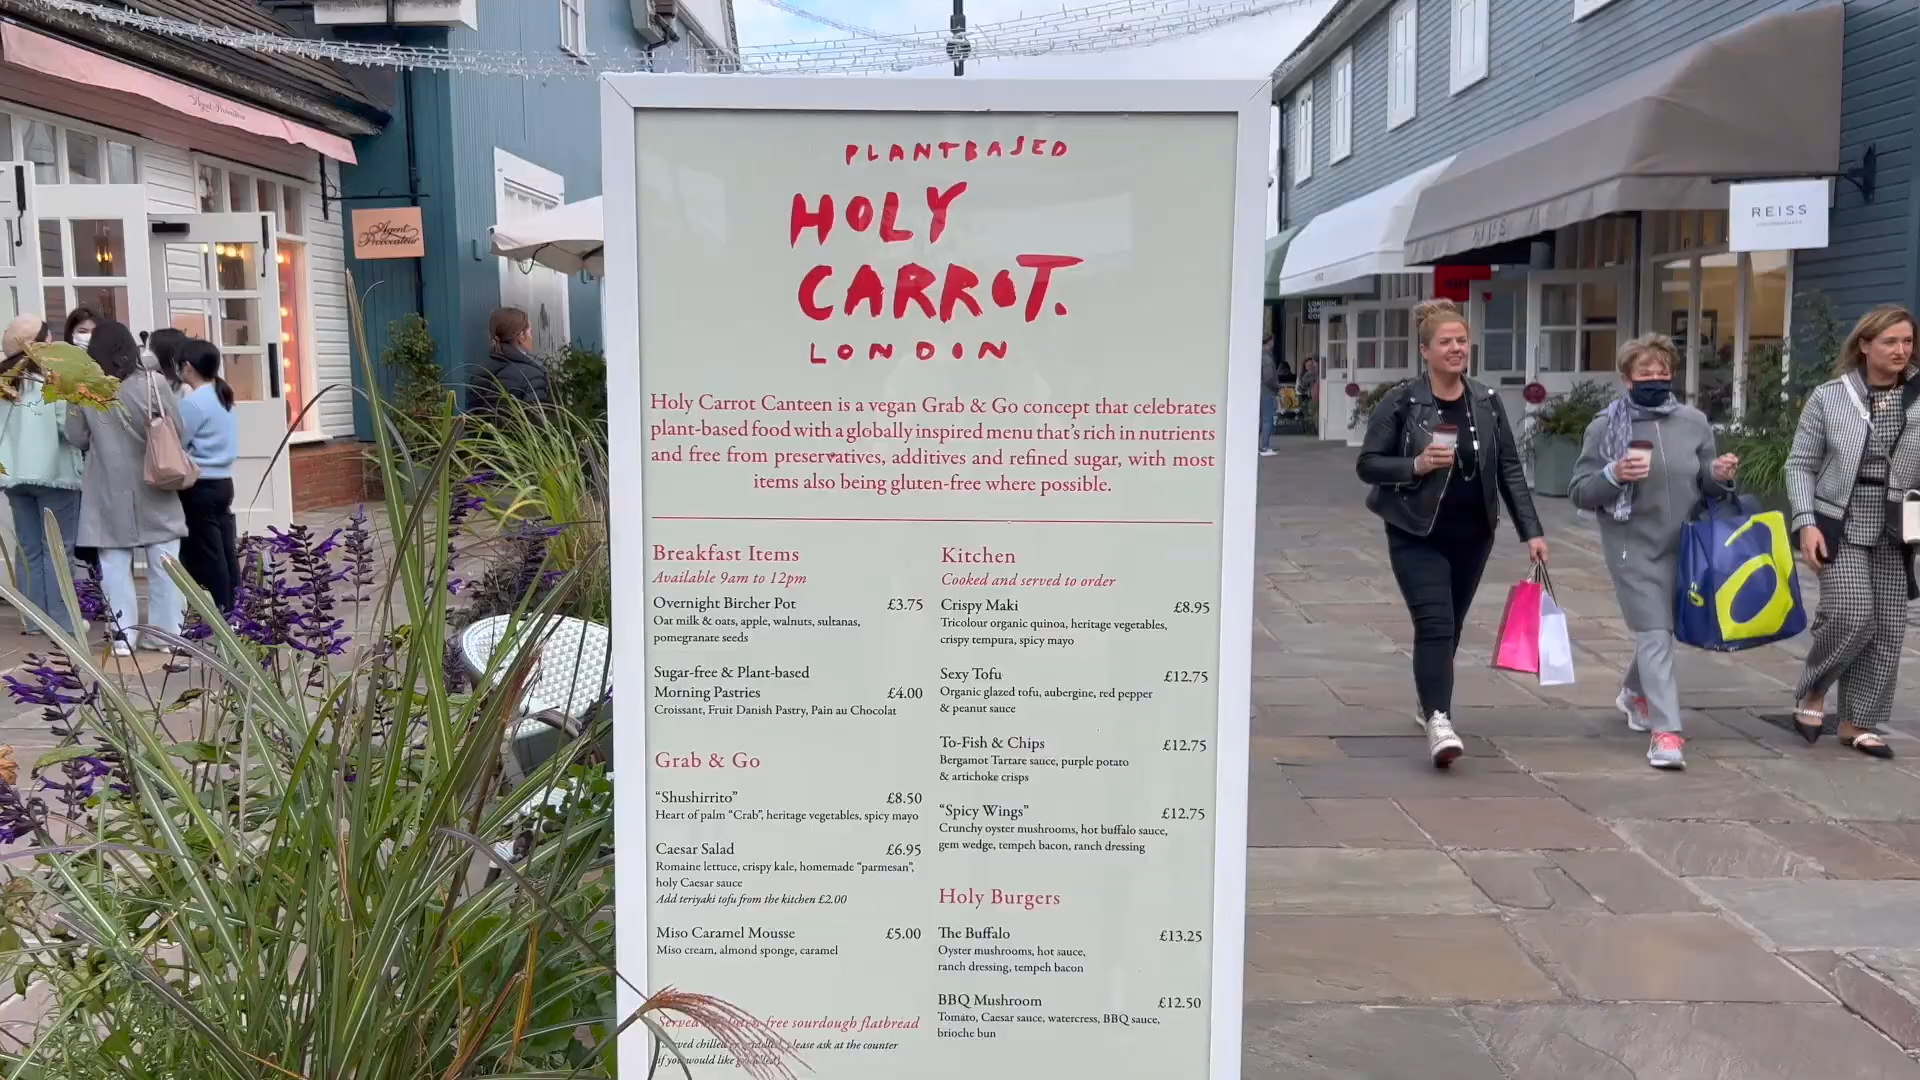 Agent Provocateur
Agent
Provocateur
REISS
PLANTBASED
HOLY
CARROT.
LONDON
Holy Carrot Canteen is a vegan Grab & Go concept that celebrates
plant-based food with a globally inspired menu that's rich in nutrients
and free from preservatives, additives and refined sugar, with most
items also being gluten-free where possible.
Breakfast Items
Available 9am to 12pm
Overnight Bircher Pot £3.75
Oat milk & oats, apple, walnuts, sultanas,
pomegranate seeds
Sugar-free & Plant-based
Morning Pastries £4.00
Croissant, Fruit Danish Pastry, Pain au Chocolat
Grab & Go
“Shushirrito” £8.50
Heart of palm “Crab”, heritage vegetables, spicy mayo
Caesar Salad £6.95
Romaine lettuce, crispy kale, homemade “parmesan”,
holy Caesar sauce
Add teriyaki tofu from the kitchen £2.00
Miso Caramel Mousse £5.00
Miso cream, almond sponge, caramel
Served free sourdough flatbread
chilled please ask at the counter
if you would like
Kitchen
Cooked and served to order
Crispy Maki £8.95
Tricolour organic quinoa, heritage vegetables,
crispy tempura, spicy mayo
Sexy Tofu £12.75
Organic glazed tofu, aubergine, red pepper
& peanut sauce
To-Fish & Chips £12.75
Bergamot Tartare sauce, purple potato
& artichoke crisps
“Spicy Wings” £12.75
Crunchy oyster mushrooms, hot buffalo sauce,
gem wedge, tempeh bacon, ranch dressing
Holy Burgers
The Buffalo £13.25
Oyster mushrooms, hot sauce,
ranch dressing, tempeh bacon
BBQ Mushroom £12.50
Tomato, Caesar sauce, watercress, BBQ sauce,
brioche bun